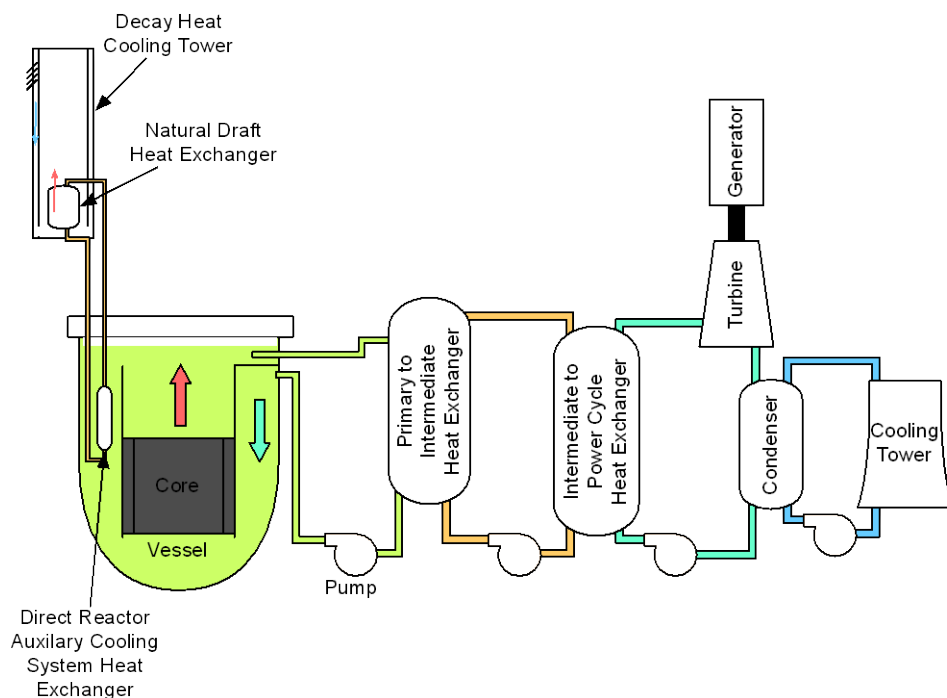 Decay Heat
Cooling Tower
Natural Draft
Heat Exchanger
Generator
Turbine
Primary to
Intermediate
Heat Exchanger
Intermediate to
Power Cycle
Heat Exchanger
Condenser
Cooling
Tower
Core
Vessel
Pump
Direct Reactor
Auxilary Cooling
System Heat
Exchanger